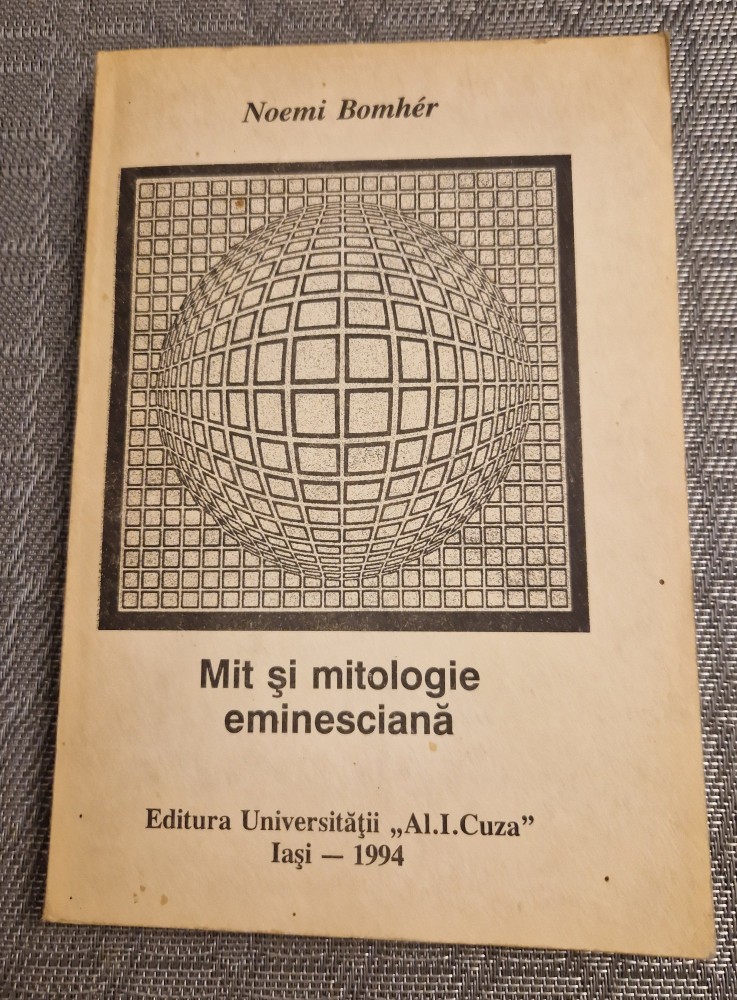 Noemi Bomhér
Mit şi mitologie
eminesciană
Editura Universităţii „Al.I.Cuza”
Iaşi — 1994